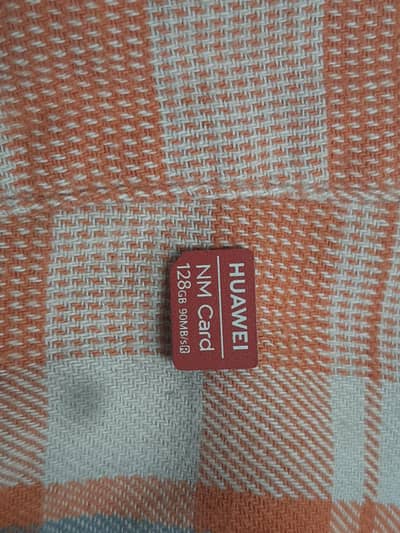 HUAWEI
NM Card
128GB 90MB/s R